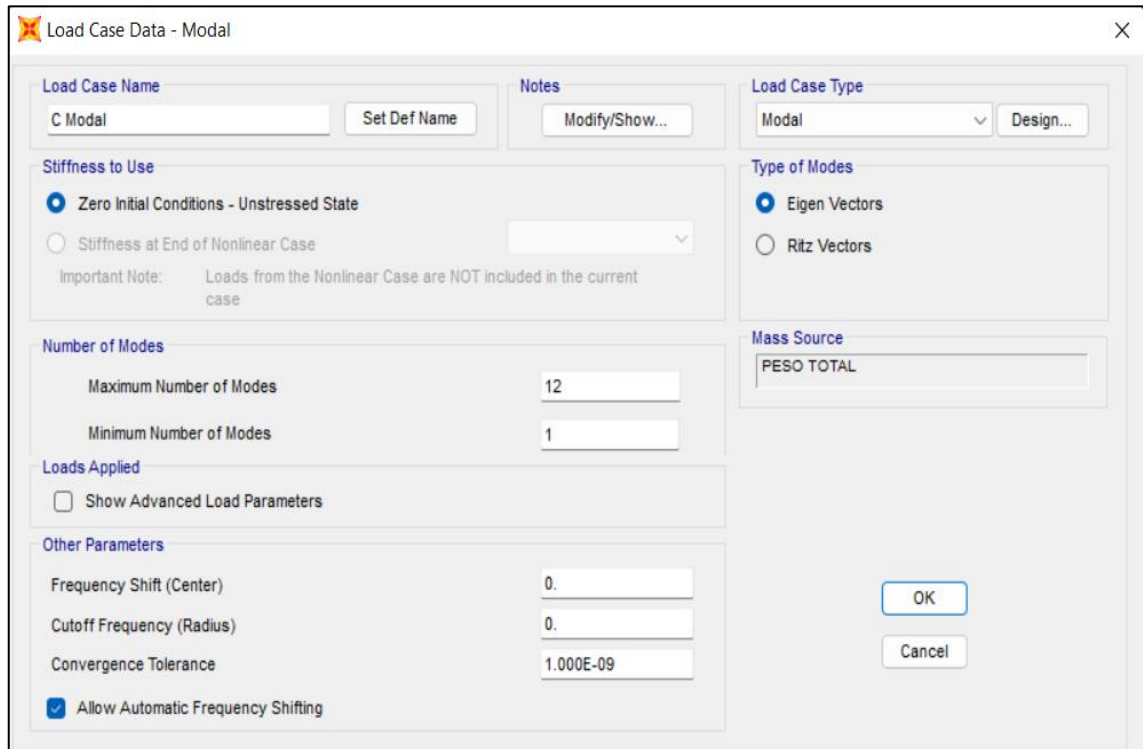 Load Case Data - Modal
Load Case Name
C Modal
Set Def Name
Notes
Modify/Show...
Load Case Type
Modal
Design...
Stiffness to Use
Zero Initial Conditions - Unstressed State
Stiffness at End of Nonlinear Case
Important Note: Loads from the Nonlinear Case are NOT included in the current
case
Type of Modes
Eigen Vectors
Ritz Vectors
Number of Modes
Maximum Number of Modes 12
Minimum Number of Modes 1
Mass Source
PESO TOTAL
Loads Applied
Show Advanced Load Parameters
Other Parameters
Frequency Shift (Center) 0.
Cutoff Frequency (Radius) 0.
Convergence Tolerance 1.000E-09
Allow Automatic Frequency Shifting
OK
Cancel